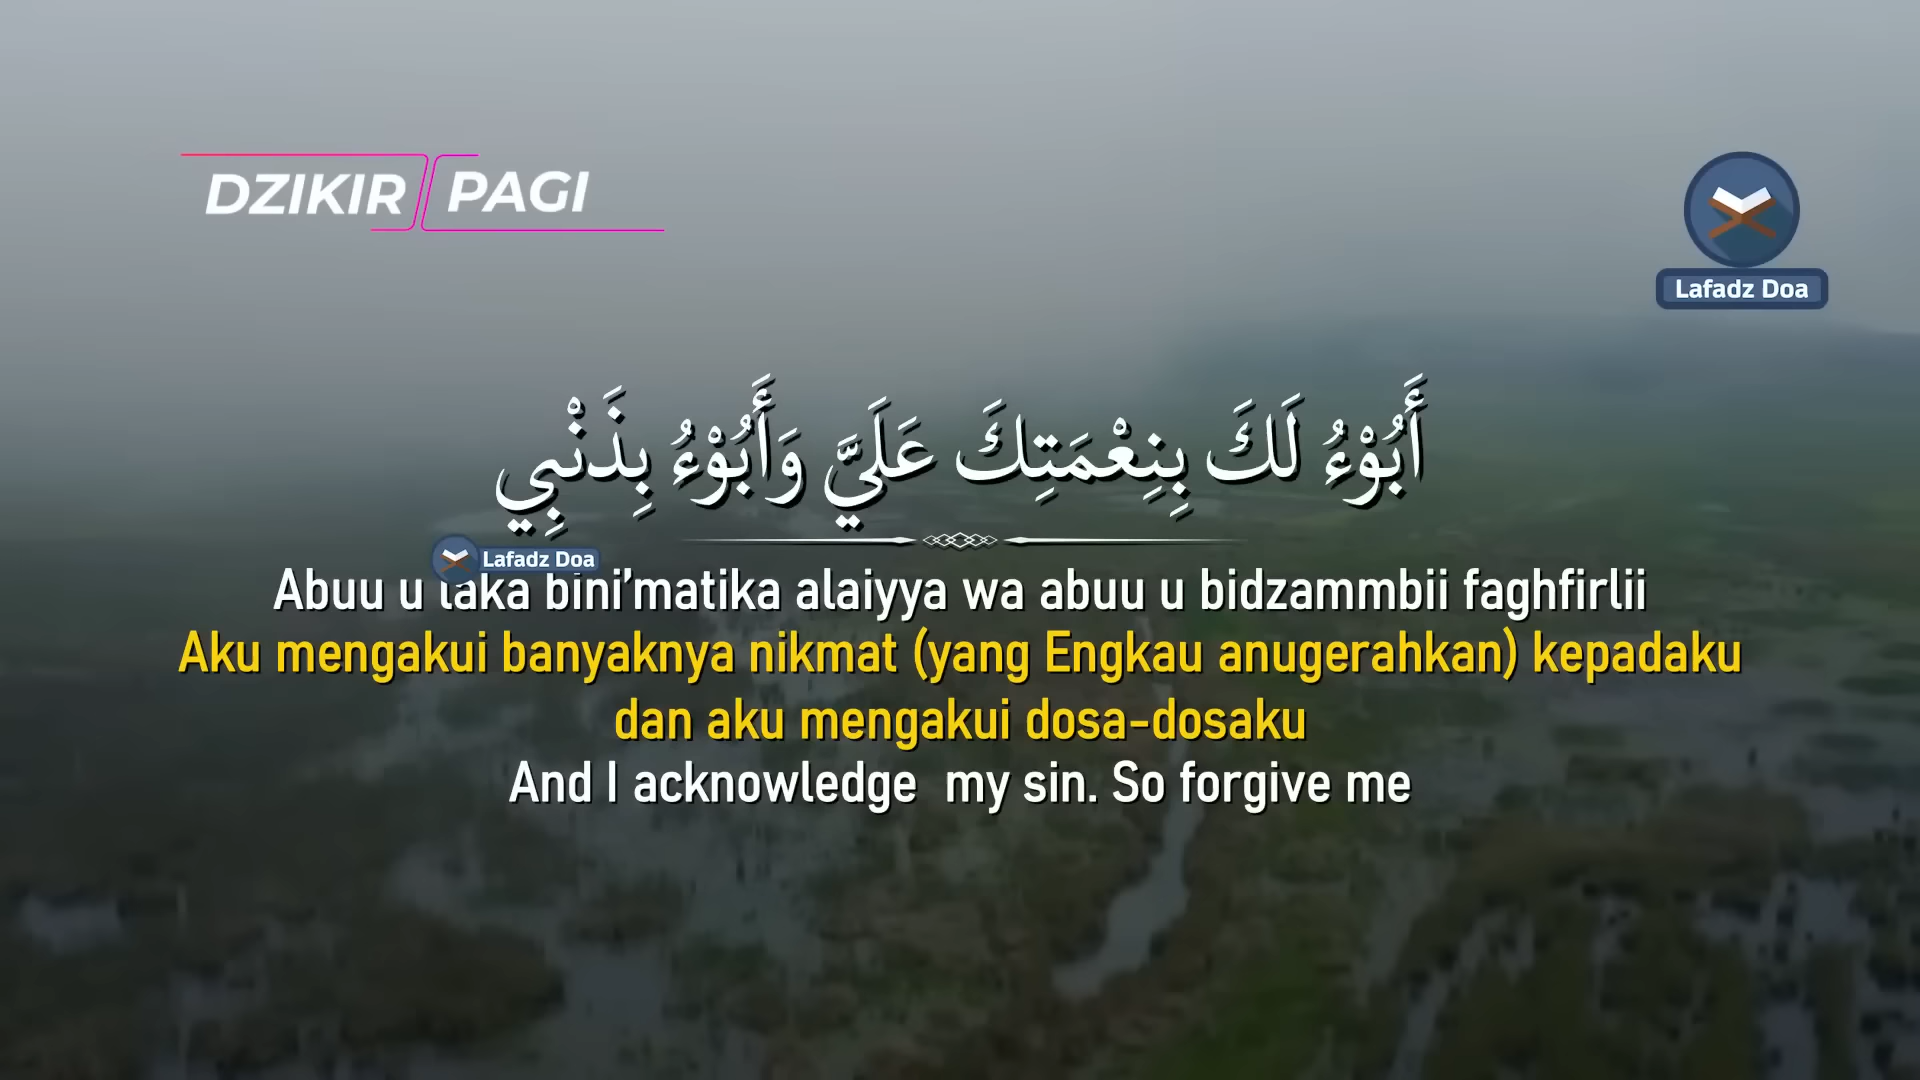 DZIKIR PAGI
Lafadz Doa
أَبُوْءُ لَكَ بِنِعْمَتِكَ عَلَيَّ وَأَبُوْءُ بِذَنْبِي
Lafadz Doa
Abuu u laka bini’matika alaiyya wa abuu u bidzammbii faghfirlii
Aku mengakui banyaknya nikmat (yang Engkau anugerahkan) kepadaku
dan aku mengakui dosa-dosaku
And I acknowledge my sin. So forgive me